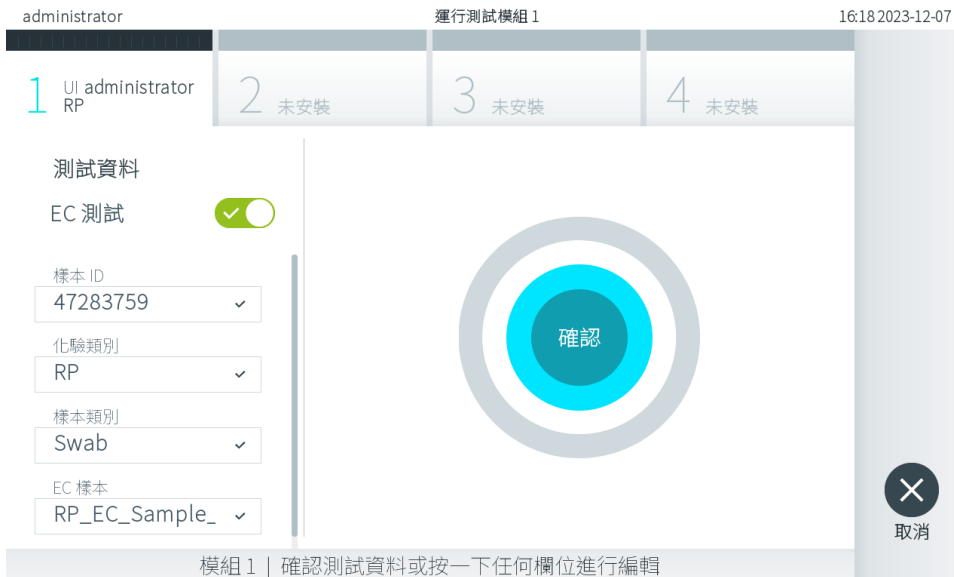 administrator
運行測試模組 1
16:18 2023-12-07
1 UI administrator
RP
2 未安裝
3 未安裝
4 未安裝
測試資料
EC 測試
樣本 ID
47283759
化驗類別
RP
樣本類別
Swab
EC 樣本
RP_EC_Sample_
確認
取消
模組 1 | 確認測試資料或按一下任何欄位進行編輯